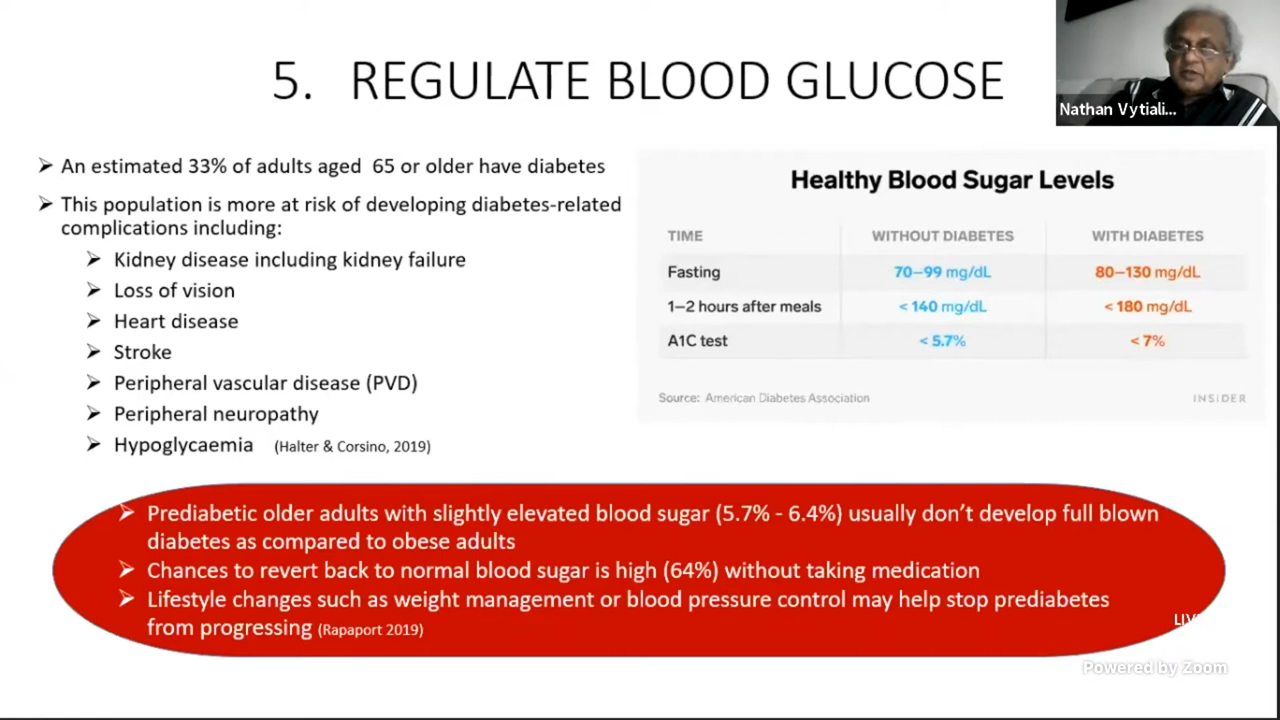 5. REGULATE BLOOD GLUCOSE
Nathan Vytiali...
An estimated 33% of adults aged 65 or older have diabetes
This population is more at risk of developing diabetes-related
complications including:
Kidney disease including kidney failure
Loss of vision
Heart disease
Stroke
Peripheral vascular disease (PVD)
Peripheral neuropathy
Hypoglycaemia (Halter & Corsino, 2019)
Healthy Blood Sugar Levels
TIME WITHOUT DIABETES WITH DIABETES
Fasting 70–99 mg/dL 80–130 mg/dL
1–2 hours after meals < 140 mg/dL < 180 mg/dL
A1C test < 5.7% < 7%
Source: American Diabetes Association INSIDER
Prediabetic older adults with slightly elevated blood sugar (5.7% - 6.4%) usually don’t develop full blown
diabetes as compared to obese adults
Chances to revert back to normal blood sugar is high (64%) without taking medication
Lifestyle changes such as weight management or blood pressure control may help stop prediabetes
from progressing (Rapaport 2019)
Powered by Zoom